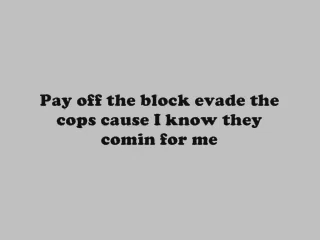 Pay off the block evade the
cops cause I know they
comin for me